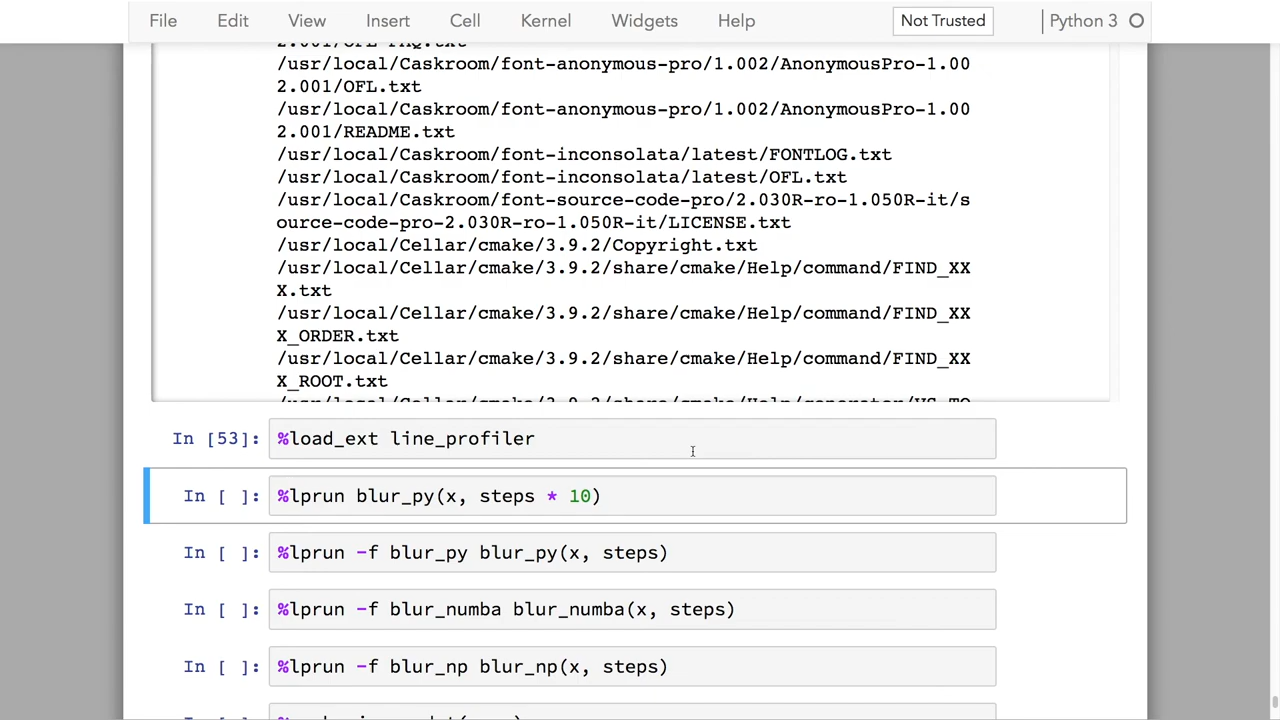 File Edit View Insert Cell Kernel Widgets Help Not Trusted Python 3
/usr/local/Caskroom/font-anonymous-pro/1.002/AnonymousPro-1.00
2.001/OFL.txt
/usr/local/Caskroom/font-anonymous-pro/1.002/AnonymousPro-1.00
2.001/README.txt
/usr/local/Caskroom/font-inconsolata/latest/FONTLOG.txt
/usr/local/Caskroom/font-inconsolata/latest/OFL.txt
/usr/local/Caskroom/font-source-code-pro/2.030R-ro-1.050R-it/s
ource-code-pro-2.030R-ro-1.050R-it/LICENSE.txt
/usr/local/Cellar/cmake/3.9.2/Copyright.txt
/usr/local/Cellar/cmake/3.9.2/share/cmake/Help/command/FIND_XX
X.txt
/usr/local/Cellar/cmake/3.9.2/share/cmake/Help/command/FIND_XX
X_ORDER.txt
/usr/local/Cellar/cmake/3.9.2/share/cmake/Help/command/FIND_XX
X_ROOT.txt
In [53]: %load_ext line_profiler
In [ ]: %lprun blur_py(x, steps * 10)
In [ ]: %lprun -f blur_py blur_py(x, steps)
In [ ]: %lprun -f blur_numba blur_numba(x, steps)
In [ ]: %lprun -f blur_np blur_np(x, steps)